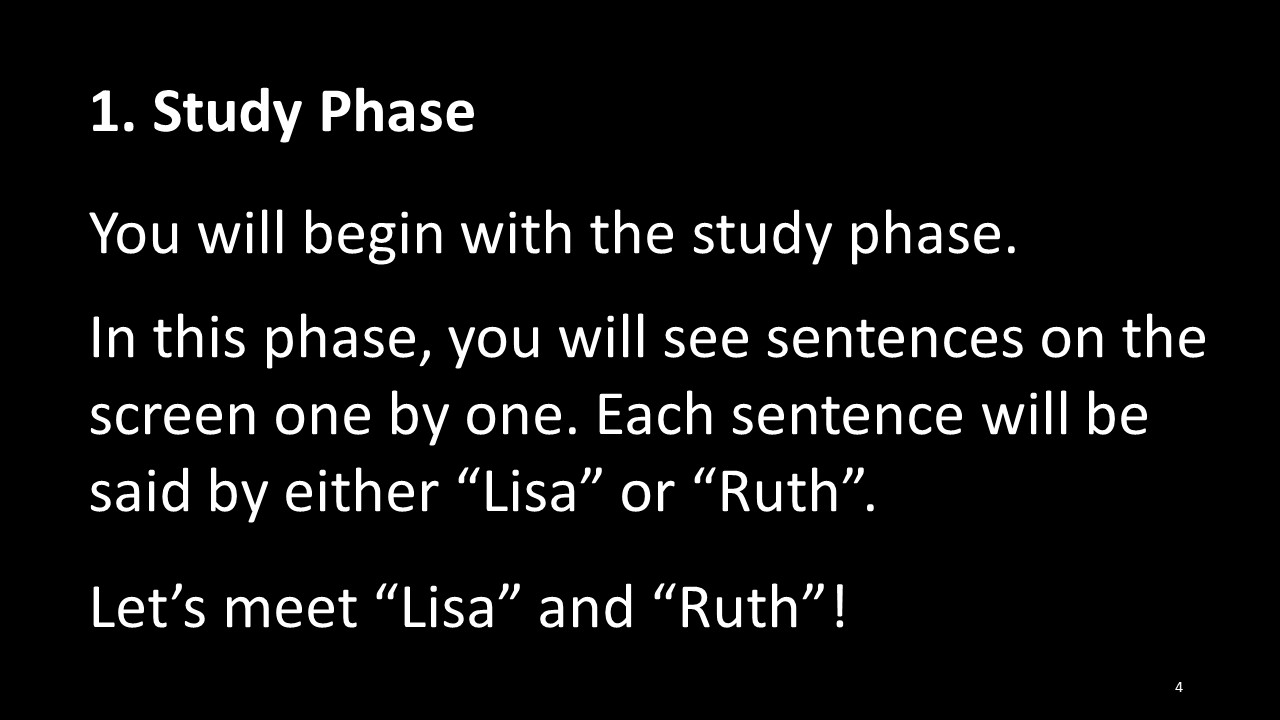 1. Study Phase
You will begin with the study phase.
In this phase, you will see sentences on the
screen one by one. Each sentence will be
said by either “Lisa” or “Ruth”.
Let’s meet “Lisa” and “Ruth”!
4